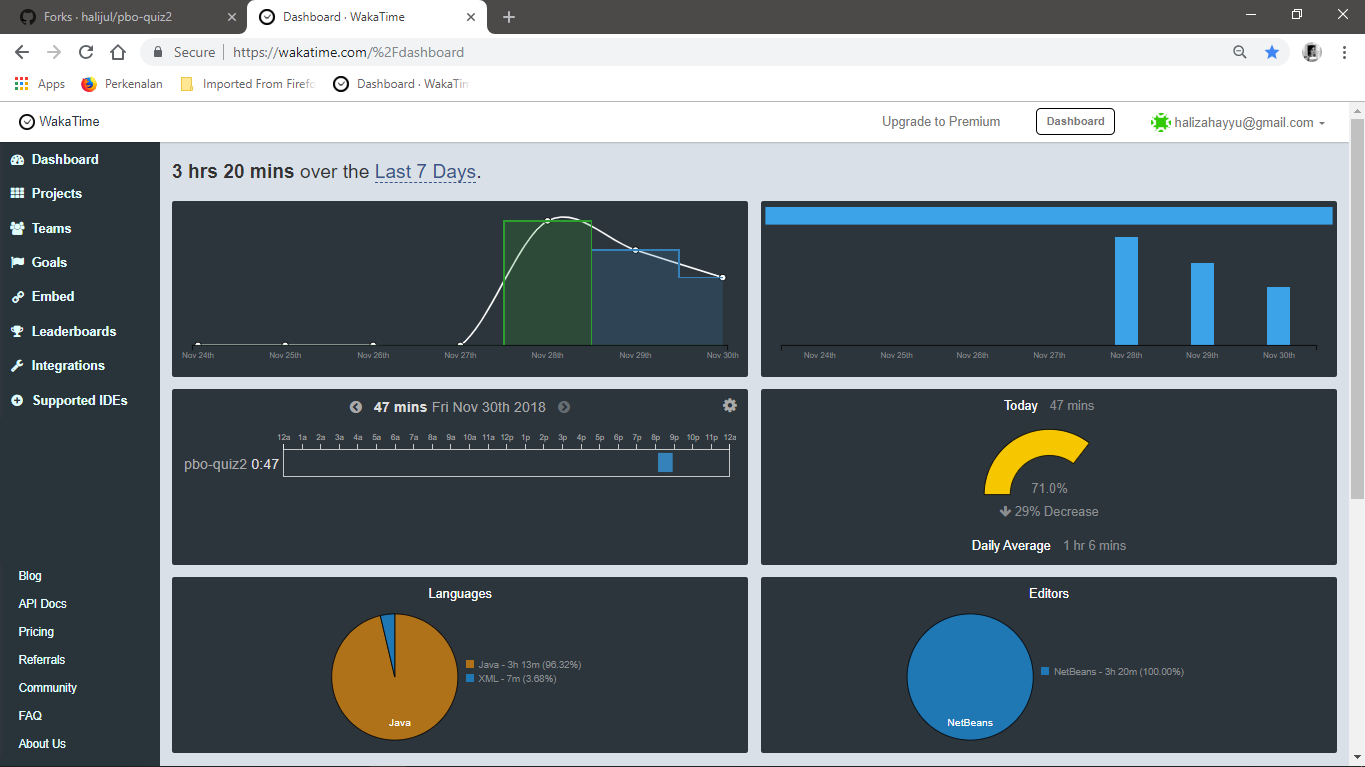 Forks · halijul/pbo-quiz2
Dashboard · WakaTime
Secure | https://wakatime.com/%2Fdashboard
Apps Perkenalan Imported From Firefo Dashboard · WakaTim
WakaTime Upgrade to Premium Dashboard halizahayyu@gmail.com
Dashboard
Projects
Teams
Goals
Embed
Leaderboards
Integrations
Supported IDEs
Blog
API Docs
Pricing
Referrals
Community
FAQ
About Us
3 hrs 20 mins over the Last 7 Days.
Nov 24th Nov 25th Nov 26th Nov 27th Nov 28th Nov 29th Nov 30th
Nov 24th Nov 25th Nov 26th Nov 27th Nov 28th Nov 29th Nov 30th
47 mins Fri Nov 30th 2018
12a 1a 2a 3a 4a 5a 6a 7a 8a 9a 10a 11a 12p 1p 2p 3p 4p 5p 6p 7p 8p 9p 10p 11p 12a
pbo-quiz2 0:47
Today 47 mins
71.0%
29% Decrease
Daily Average 1 hr 6 mins
Languages
Java - 3h 13m (96.32%)
XML - 7m (3.68%)
Java
Editors
NetBeans - 3h 20m (100.00%)
NetBeans